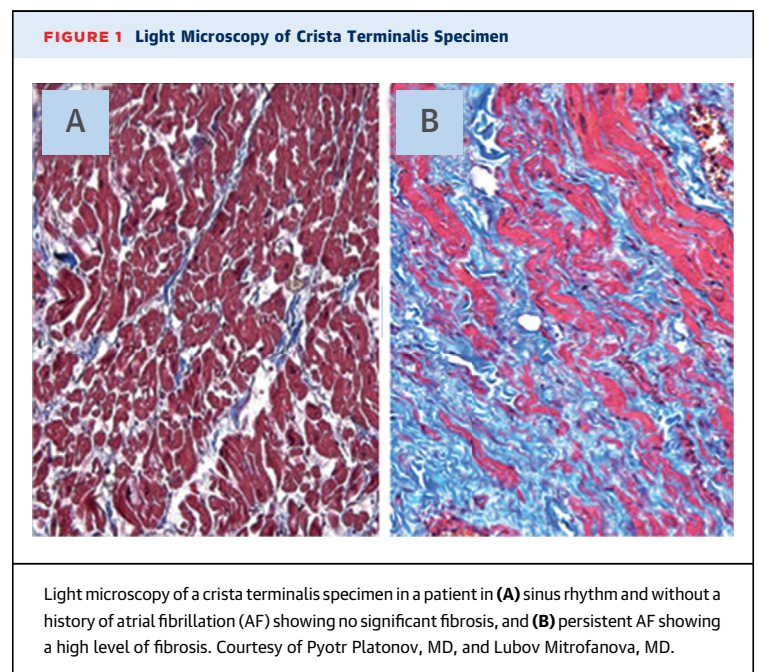 FIGURE 1 Light Microscopy of Crista Terminalis Specimen
A
B
Light microscopy of a crista terminalis specimen in a patient in (A) sinus rhythm and without a
history of atrial fibrillation (AF) showing no significant fibrosis, and (B) persistent AF showing
a high level of fibrosis. Courtesy of Pyotr Platonov, MD, and Lubov Mitrofanova, MD.